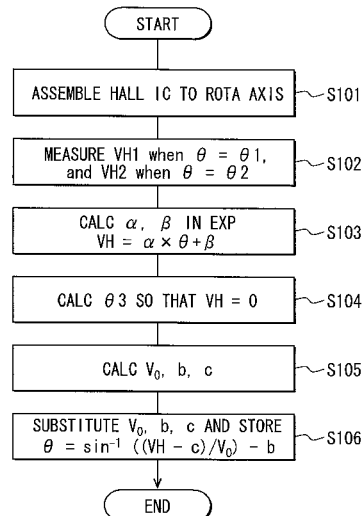 START
ASSEMBLE HALL IC TO ROTA AXIS
S101
MEASURE VH1 when θ = θ1,
and VH2 when θ = θ2
S102
CALC α, β IN EXP
VH = α × θ + β
S103
CALC θ3 SO THAT VH = 0
S104
CALC V₀, b, c
S105
SUBSTITUTE V₀, b, c AND STORE
θ = sin⁻¹ ((VH − c)/V₀) − b
S106
END